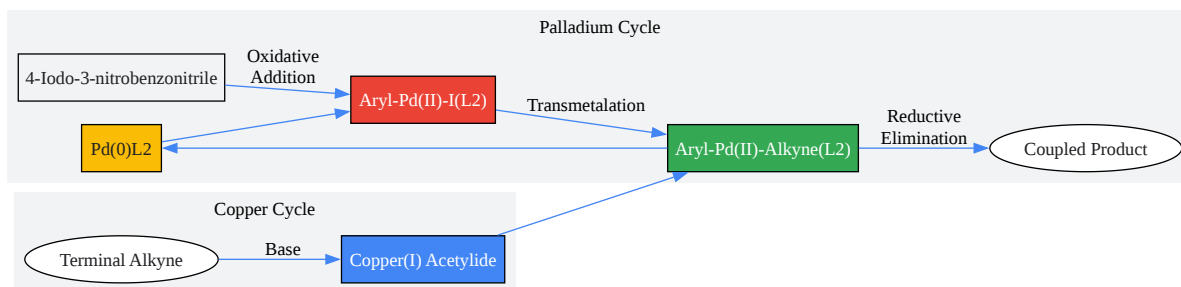 Palladium Cycle
4-Iodo-3-nitrobenzonitrile
Oxidative
Addition
Aryl-Pd(II)-I(L2)
Transmetalation
Pd(0)L2
Aryl-Pd(II)-Alkyne(L2)
Reductive
Elimination
Coupled Product
Copper Cycle
Terminal Alkyne
Base
Copper(I) Acetylide